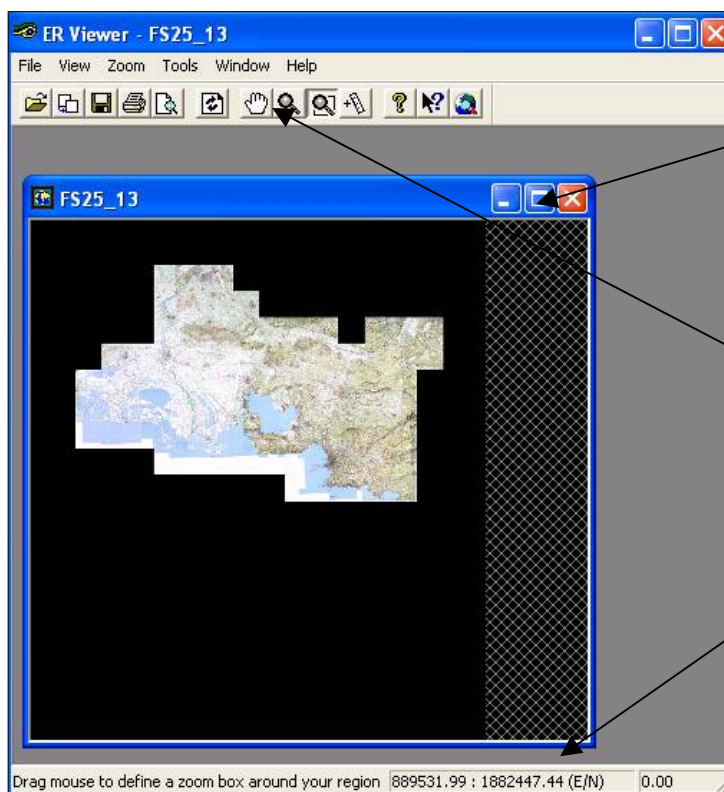 ER Viewer - FS25_13
File View Zoom Tools Window Help
FS25_13
Drag mouse to define a zoom box around your region 889531.99 : 1882447.44 (E/N) 0.00